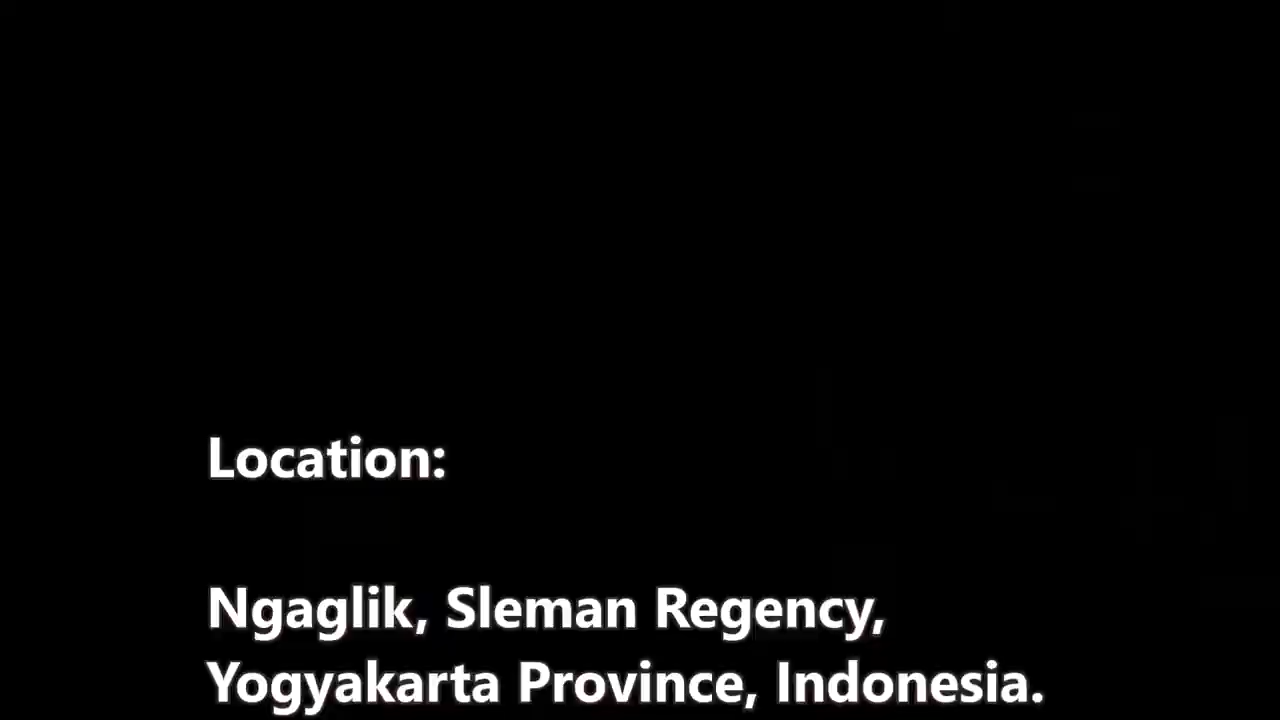 Location:
Ngaglik, Sleman Regency,
Yogyakarta Province, Indonesia.